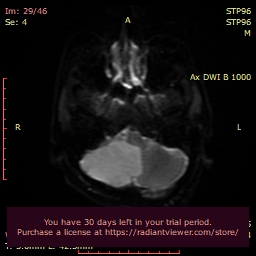 Im: 29/46
Se: 4
STP96
STP96
M
A
Ax DWI B 1000
R
L
You have 30 days left in your trial period.
Purchase a license at https://radiantviewer.com/store/